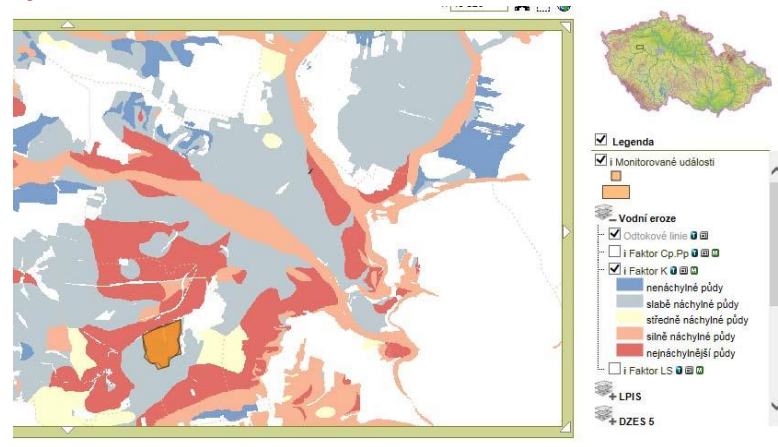 Legenda
i Monitorované události
Vodní eroze
Odtokové linie
i Faktor Cp.Pp
i Faktor K
nenáchylné půdy
slabě náchylné půdy
středně náchylné půdy
silně náchylné půdy
nejnáchylnější půdy
i Faktor LS
LPIS
DZES 5